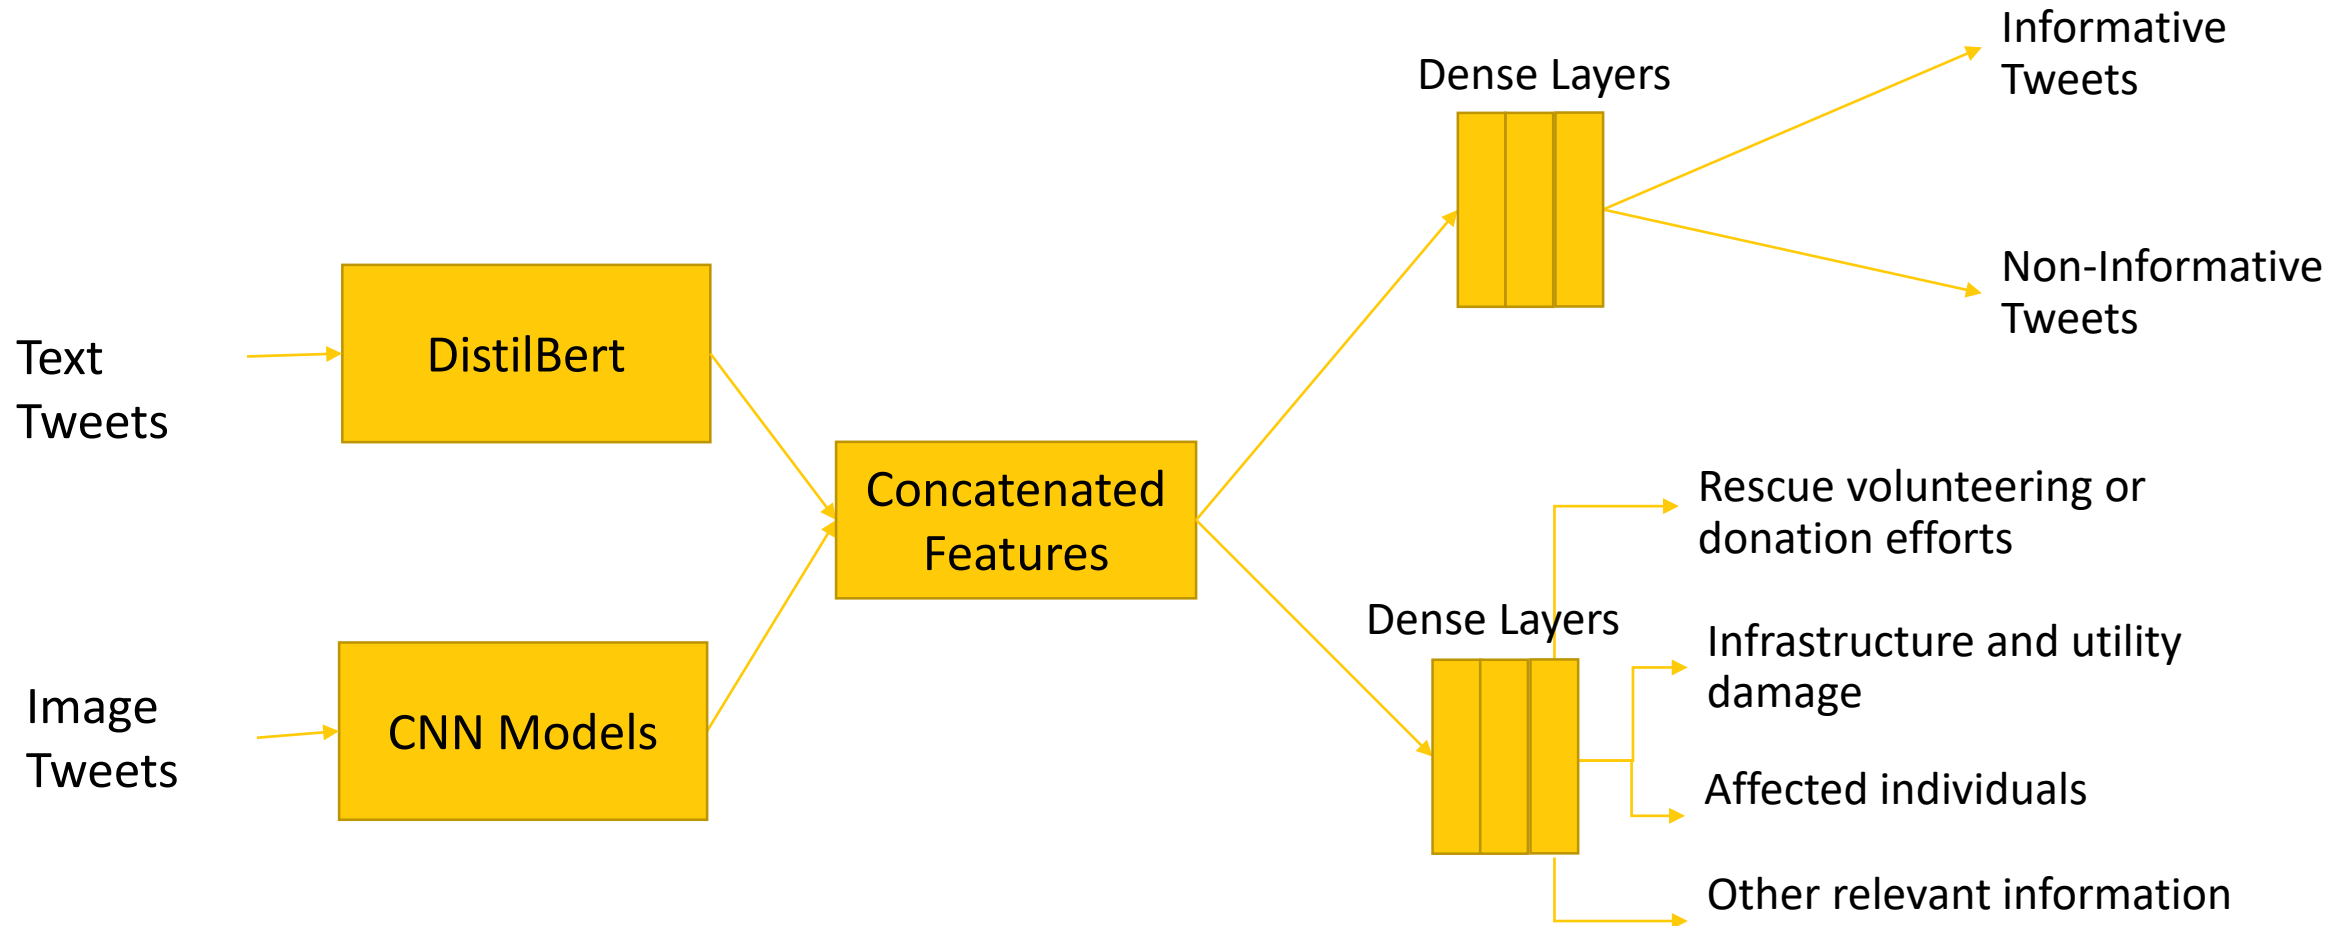 Text
Tweets
DistilBert
Image
Tweets
CNN Models
Concatenated
Features
Dense Layers
Informative
Tweets
Non-Informative
Tweets
Dense Layers
Rescue volunteering or
donation efforts
Infrastructure and utility
damage
Affected individuals
Other relevant information